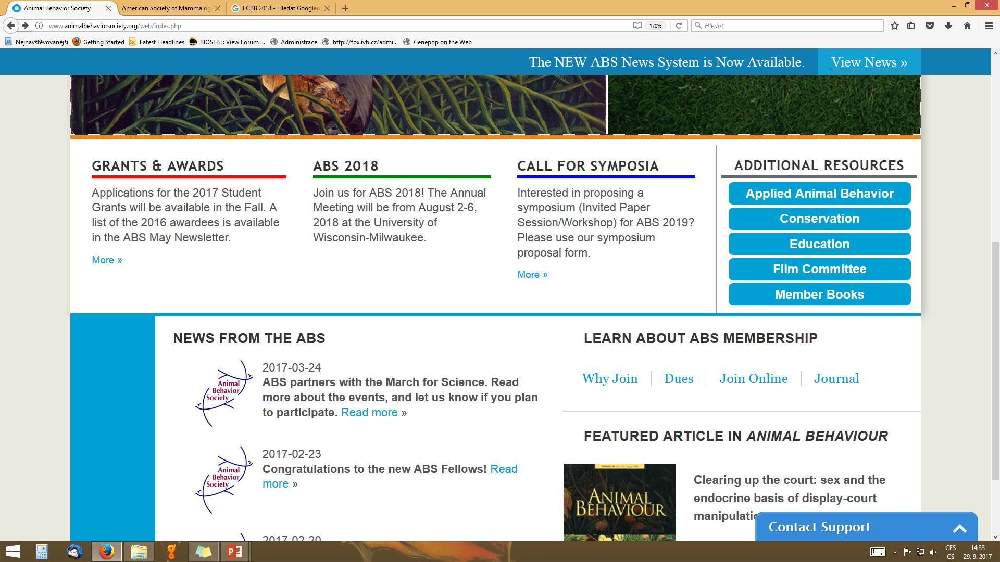 Animal Behavior Society
American Society of Mammalog
ECBB 2018 - Hledat Googlem
www.animalbehaviorsociety.org/web/index.php
170%
Hledat
Nejnavštěvovanější
Getting Started
Latest Headlines
BIOSEB :: View Forum ...
Administrace
http://fox.ivb.cz/admi...
Genepop on the Web
The NEW ABS News System is Now Available.
View News »
GRANTS & AWARDS
Applications for the 2017 Student
Grants will be available in the Fall. A
list of the 2016 awardees is available
in the ABS May Newsletter.
More »
ABS 2018
Join us for ABS 2018! The Annual
Meeting will be from August 2-6,
2018 at the University of
Wisconsin-Milwaukee.
CALL FOR SYMPOSIA
Interested in proposing a
symposium (Invited Paper
Session/Workshop) for ABS 2019?
Please use our symposium
proposal form.
More »
ADDITIONAL RESOURCES
Applied Animal Behavior
Conservation
Education
Film Committee
Member Books
NEWS FROM THE ABS
Animal
Behavior
Society
2017-03-24
ABS partners with the March for Science. Read
more about the events, and let us know if you plan
to participate. Read more »
Animal
Behavior
Society
2017-02-23
Congratulations to the new ABS Fellows! Read
more »
2017-02-20
LEARN ABOUT ABS MEMBERSHIP
Why Join
Dues
Join Online
Journal
FEATURED ARTICLE IN ANIMAL BEHAVIOUR
ANIMAL
BEHAVIOUR
Clearing up the court: sex and the
endocrine basis of display-court
manipulatio
Contact Support
CES
CS
14:33
29. 9. 2017